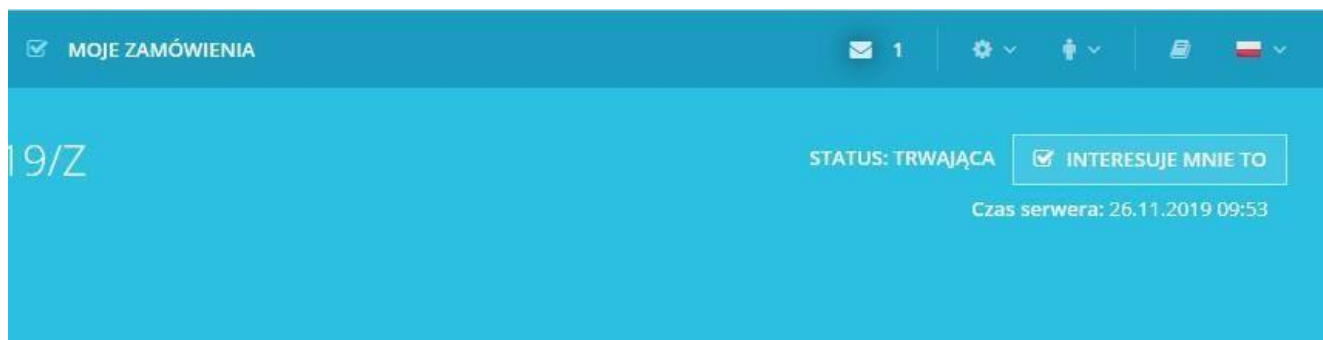 MOJE ZAMÓWIENIA 1
19/Z
STATUS: TRWAJĄCA INTERESUJE MNIE TO
Czas serwera: 26.11.2019 09:53